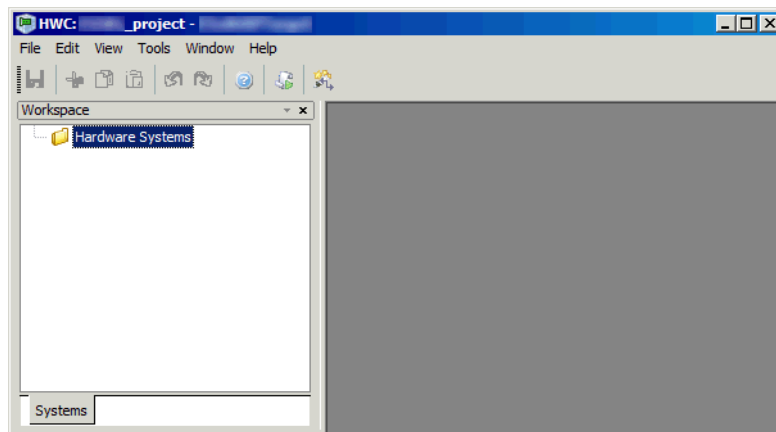 HWC: _project -
File Edit View Tools Window Help
Workspace
Hardware Systems
Systems